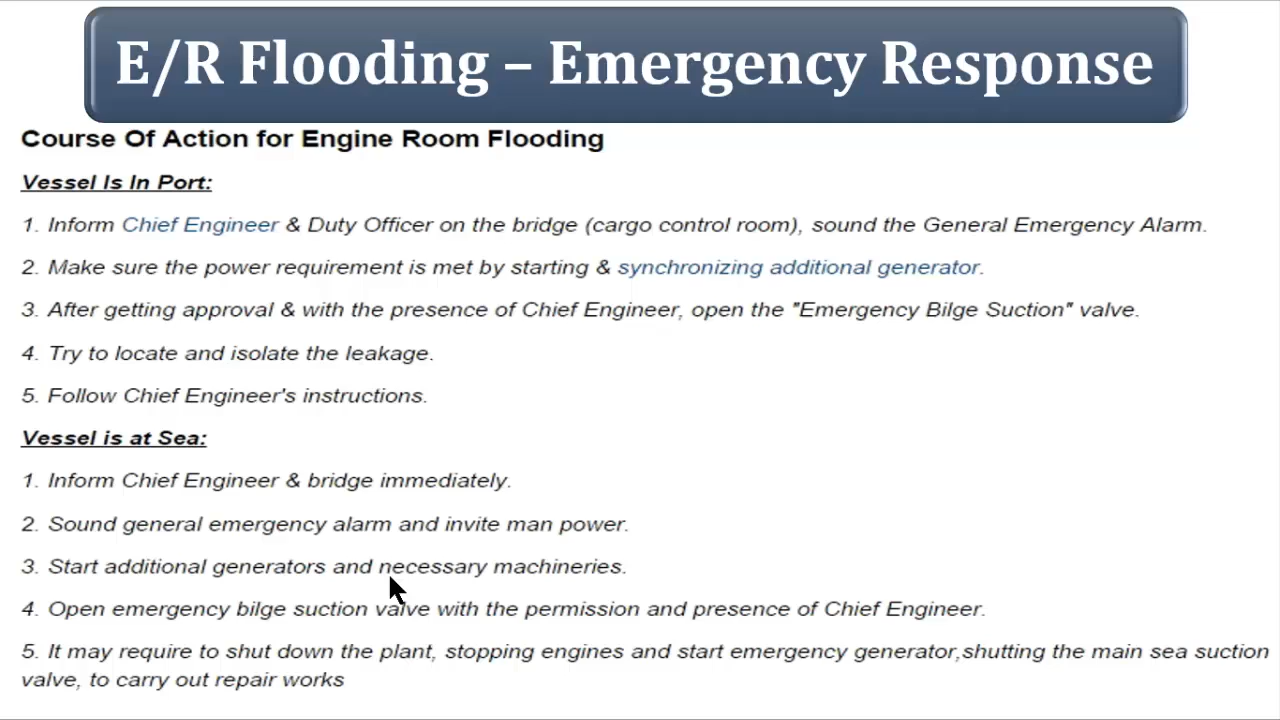 E/R Flooding – Emergency Response
Course Of Action for Engine Room Flooding
Vessel Is In Port:
1. Inform Chief Engineer & Duty Officer on the bridge (cargo control room), sound the General Emergency Alarm.
2. Make sure the power requirement is met by starting & synchronizing additional generator.
3. After getting approval & with the presence of Chief Engineer, open the "Emergency Bilge Suction" valve.
4. Try to locate and isolate the leakage.
5. Follow Chief Engineer's instructions.
Vessel is at Sea:
1. Inform Chief Engineer & bridge immediately.
2. Sound general emergency alarm and invite man power.
3. Start additional generators and necessary machineries.
4. Open emergency bilge suction valve with the permission and presence of Chief Engineer.
5. It may require to shut down the plant, stopping engines and start emergency generator,shutting the main sea suction
valve, to carry out repair works